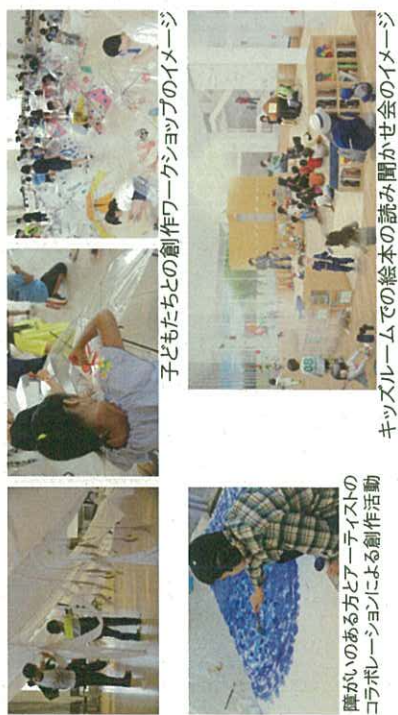 子どもたちとの創作ワークショップのイメージ
障がいのある方とアーティストの
コラボレーションによる創作活動
キッズルームでの絵本の読み聞かせ会のイメージ